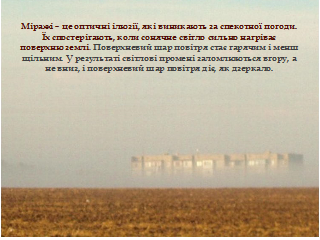 Міражі – це оптичні ілюзії, які виникають за спекотної погоди.
Їх спостерігають, коли сонячне світло сильно нагріває
поверхню землі. Поверхневий шар повітря стає гарячим і менш
щільним. У результаті світлові промені заломлюються вгору, а
не вниз, і поверхневий шар повітря діє, як дзеркало.